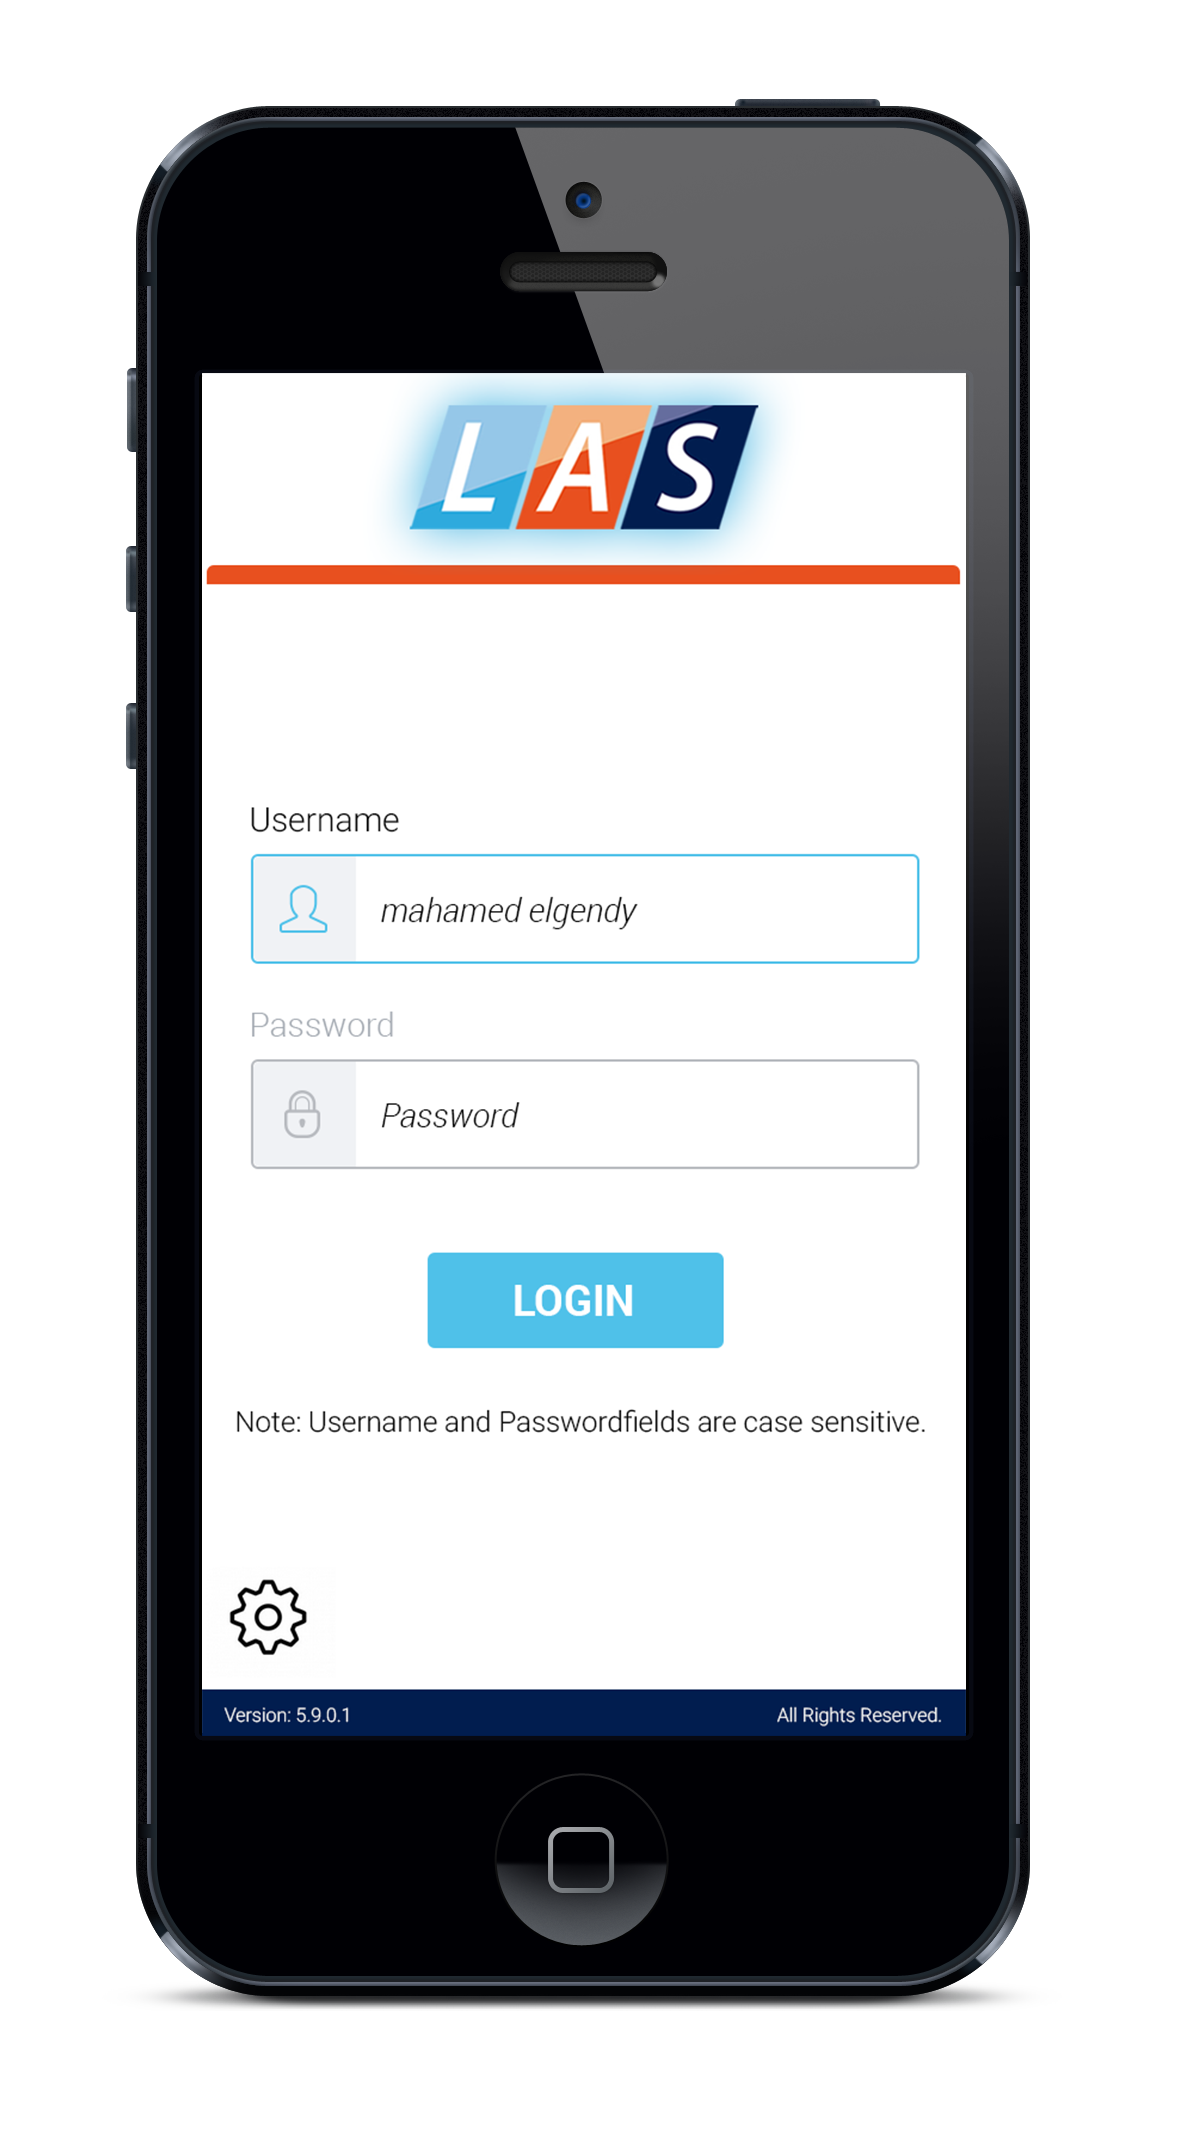 LAS
Username
mahamed elgendy
Password
Password
LOGIN
Note: Username and Passwordfields are case sensitive.
Version: 5.9.0.1 All Rights Reserved.